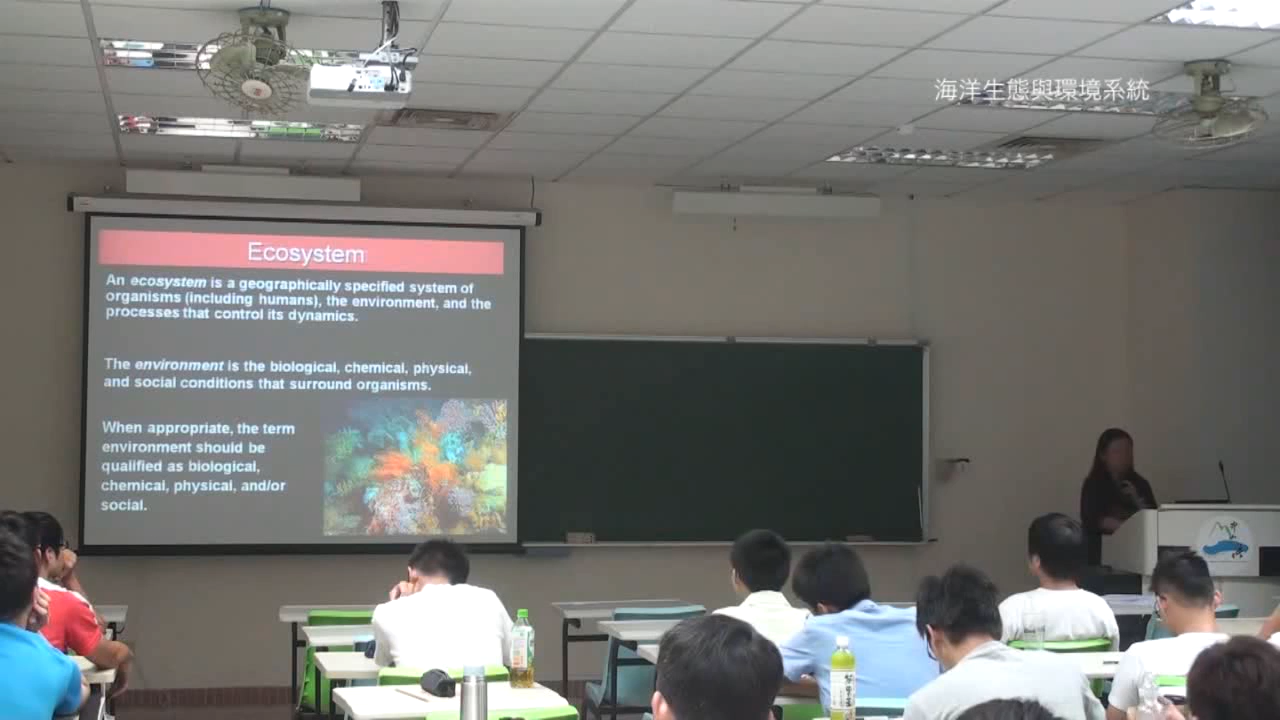 海洋生態與環境系統
Ecosystem
An ecosystem is a geographically specified system of
organisms (including humans), the environment, and the
processes that control its dynamics.
The environment is the biological, chemical, physical,
and social conditions that surround organisms.
When appropriate, the term
environment should be
qualified as biological,
chemical, physical, and/or
social.